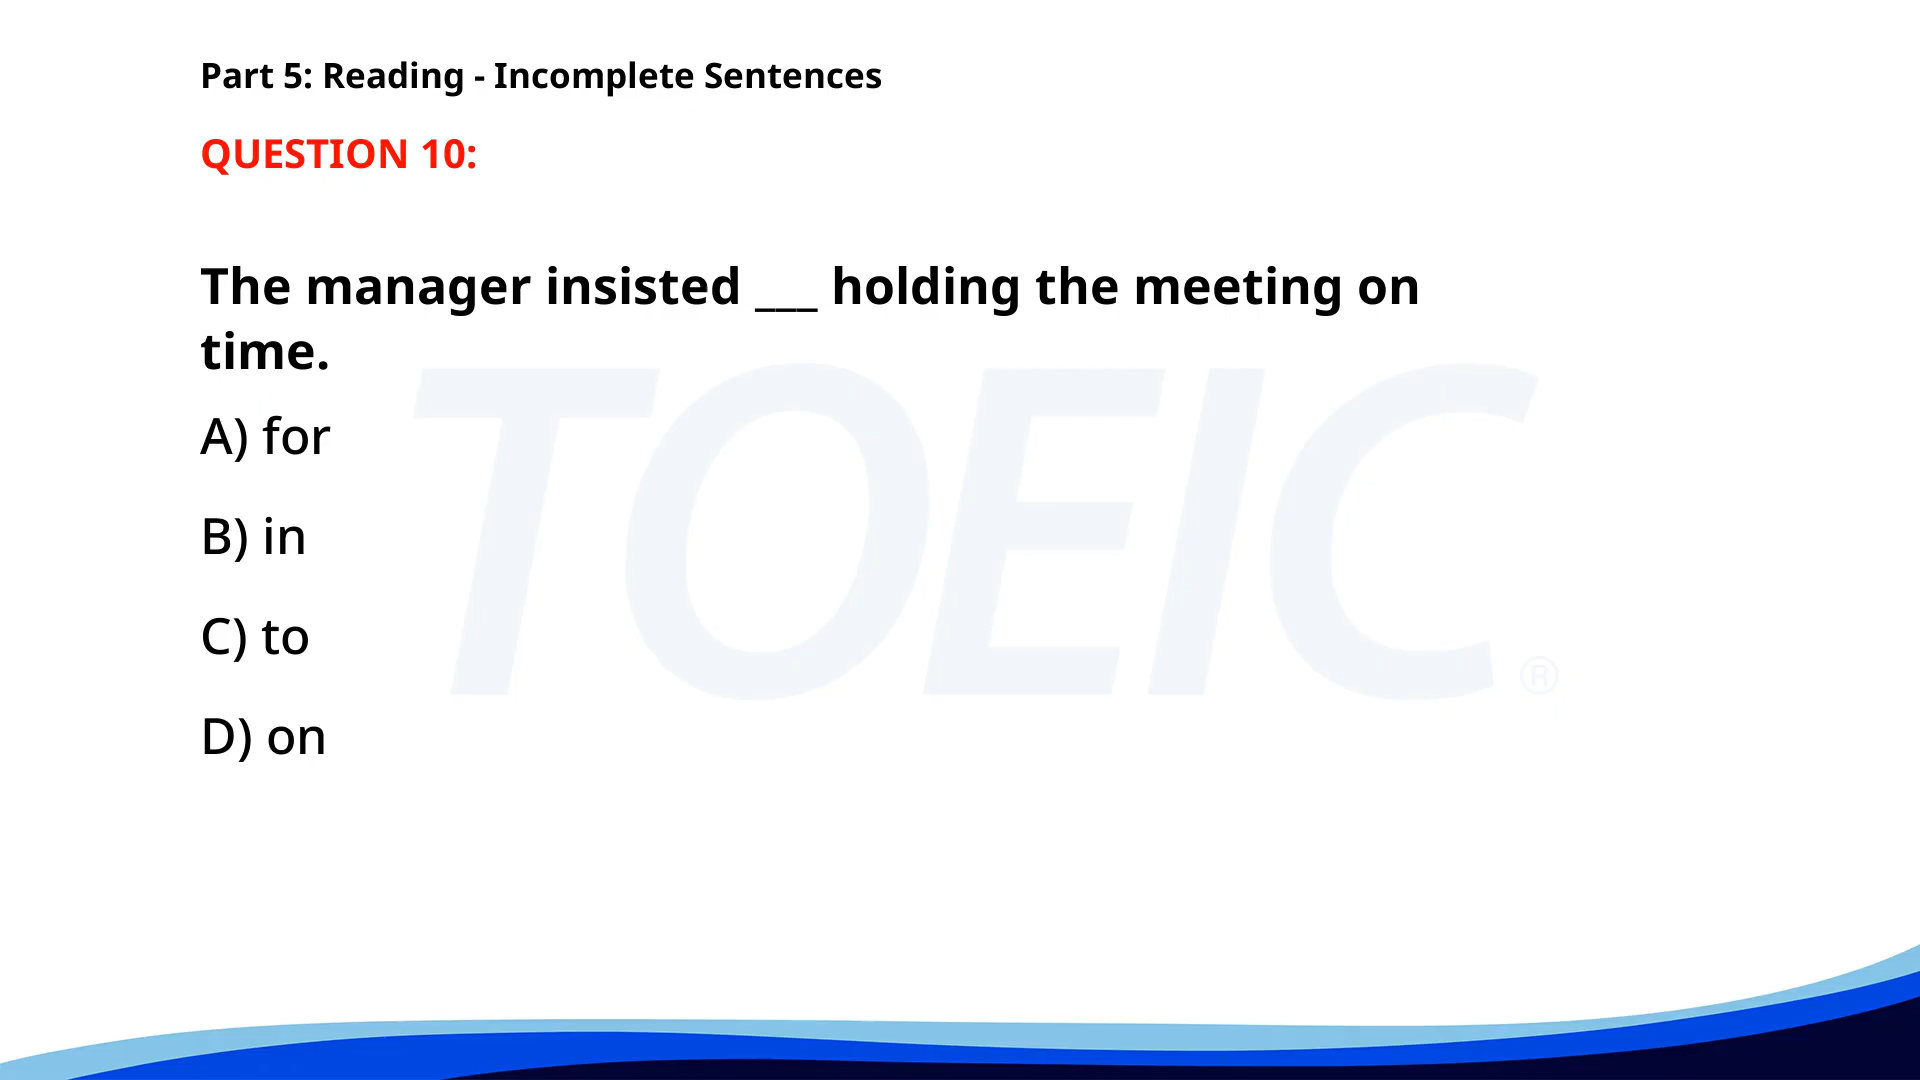 Part 5: Reading - Incomplete Sentences
QUESTION 10:
The manager insisted ___ holding the meeting on
time.
A) for
B) in
C) to
D) on
TOEIC®